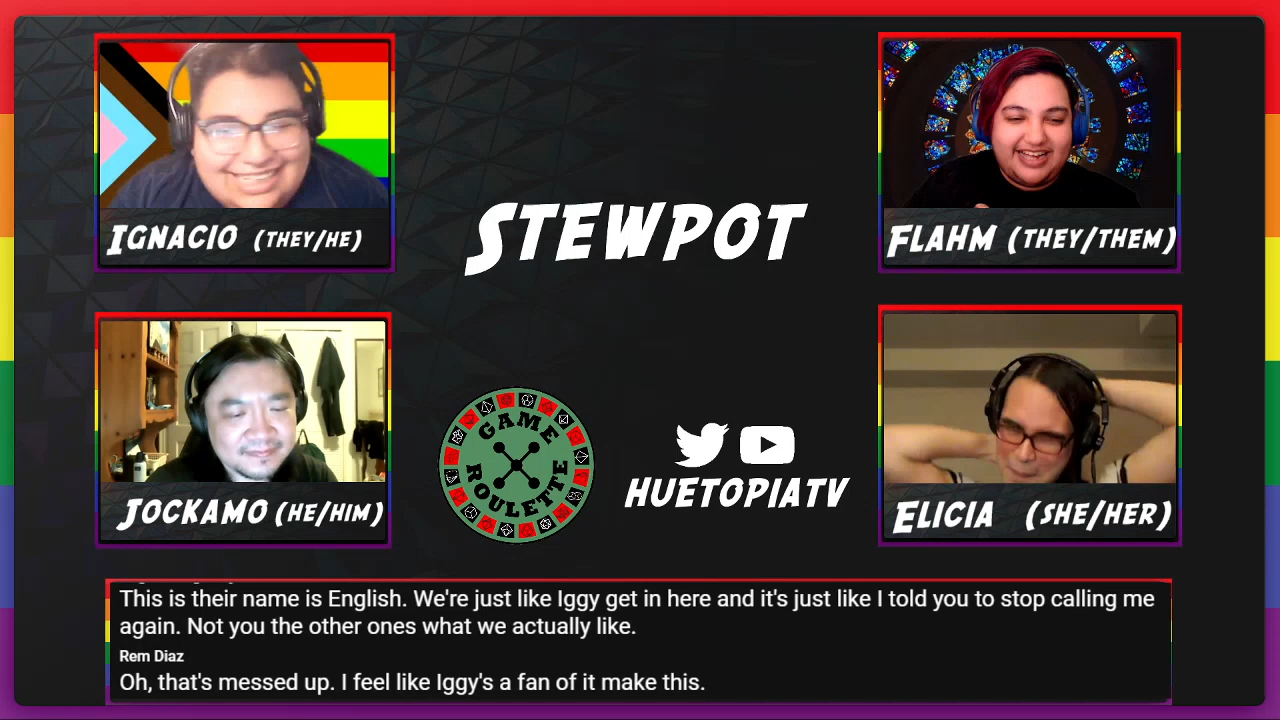 IGNACIO (THEY/HE)
FLAHM (THEY/THEM)
STEWPOT
JOCKAMO (HE/HIM)
GAME
ROULETTE
HUETOPIATV
ELICIA (SHE/HER)
This is their name is English. We're just like Iggy get in here and it's just like I told you to stop calling me
again. Not you the other ones what we actually like.
Rem Diaz
Oh, that's messed up. I feel like Iggy's a fan of it make this.